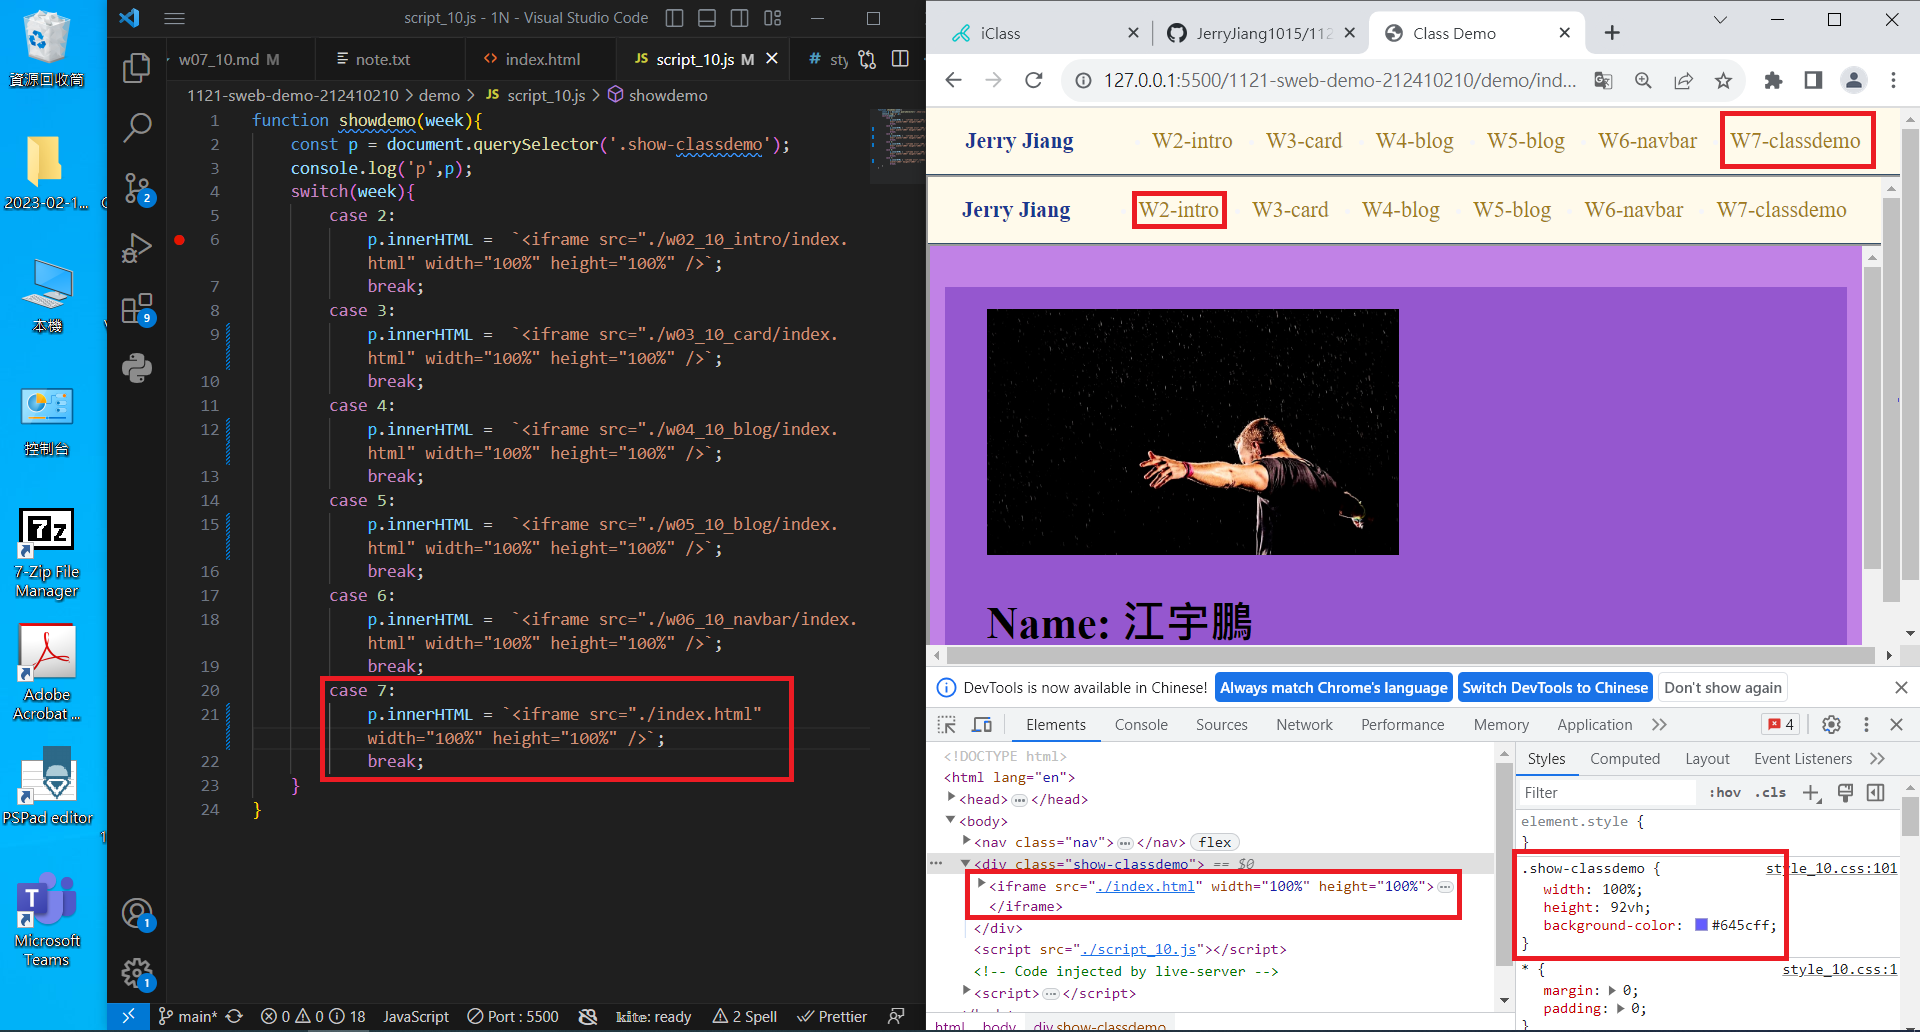 資源回收筒
2023-02-1...
本機
控制台
7z
7-Zip File
Manager
Adobe
Acrobat ...
PSPad editor
Microsoft
Teams
script_10.js - 1N - Visual Studio Code
w07_10.md M
note.txt
index.html
JS script_10.js M
# sty
1121-sweb-demo-212410210 > demo > JS script_10.js > showdemo
1 function showdemo(week){
2 const p = document.querySelector('.show-classdemo');
3 console.log('p',p);
4 switch(week){
5 case 2:
6 p.innerHTML =  `<iframe src="./w02_10_intro/index.
html" width="100%" height="100%" />`;
7 break;
8 case 3:
9 p.innerHTML =  `<iframe src="./w03_10_card/index.
html" width="100%" height="100%" />`;
10 break;
11 case 4:
12 p.innerHTML =  `<iframe src="./w04_10_blog/index.
html" width="100%" height="100%" />`;
13 break;
14 case 5:
15 p.innerHTML =  `<iframe src="./w05_10_blog/index.
html" width="100%" height="100%" />`;
16 break;
17 case 6:
18 p.innerHTML =  `<iframe src="./w06_10_navbar/index.
html" width="100%" height="100%" />`;
19 break;
20 case 7:
21 p.innerHTML = `<iframe src="./index.html"
width="100%" height="100%" />`;
22 break;
23 }
24 }
2
9
1
1
main* 0 0 18 JavaScript Port : 5500 kite: ready 2 Spell Prettier
iClass
JerryJiang1015/112
Class Demo
127.0.0.1:5500/1121-sweb-demo-212410210/demo/ind...
Jerry Jiang W2-intro W3-card W4-blog W5-blog W6-navbar W7-classdemo
Jerry Jiang W2-intro W3-card W4-blog W5-blog W6-navbar W7-classdemo
Name: 江宇鵬
DevTools is now available in Chinese! Always match Chrome's language Switch DevTools to Chinese Don't show again
Elements Console Sources Network Performance Memory Application 4
<!DOCTYPE html>
<html lang="en">
<head> … </head>
<body>
<nav class="nav"> … </nav> flex
<div class="show-classdemo"> == $0
<iframe src="./index.html" width="100%" height="100%"> …
</iframe>
</div>
<script src="./script_10.js"></script>
<!-- Code injected by live-server -->
<script> … </script>
html body div.show-classdemo
Styles Computed Layout Event Listeners
Filter :hov .cls
element.style {
}
.show-classdemo { style_10.css:101
width: 100%;
height: 92vh;
background-color: #645cff;
}
* { style_10.css:1
margin: 0;
padding: 0;
}